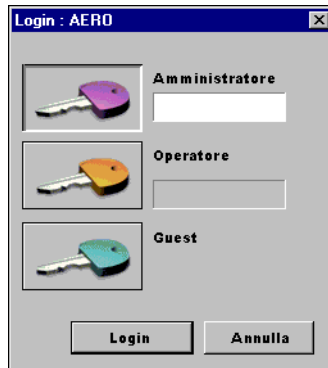 Login : AERO
Amministratore
Operatore
Guest
Login
Annulla